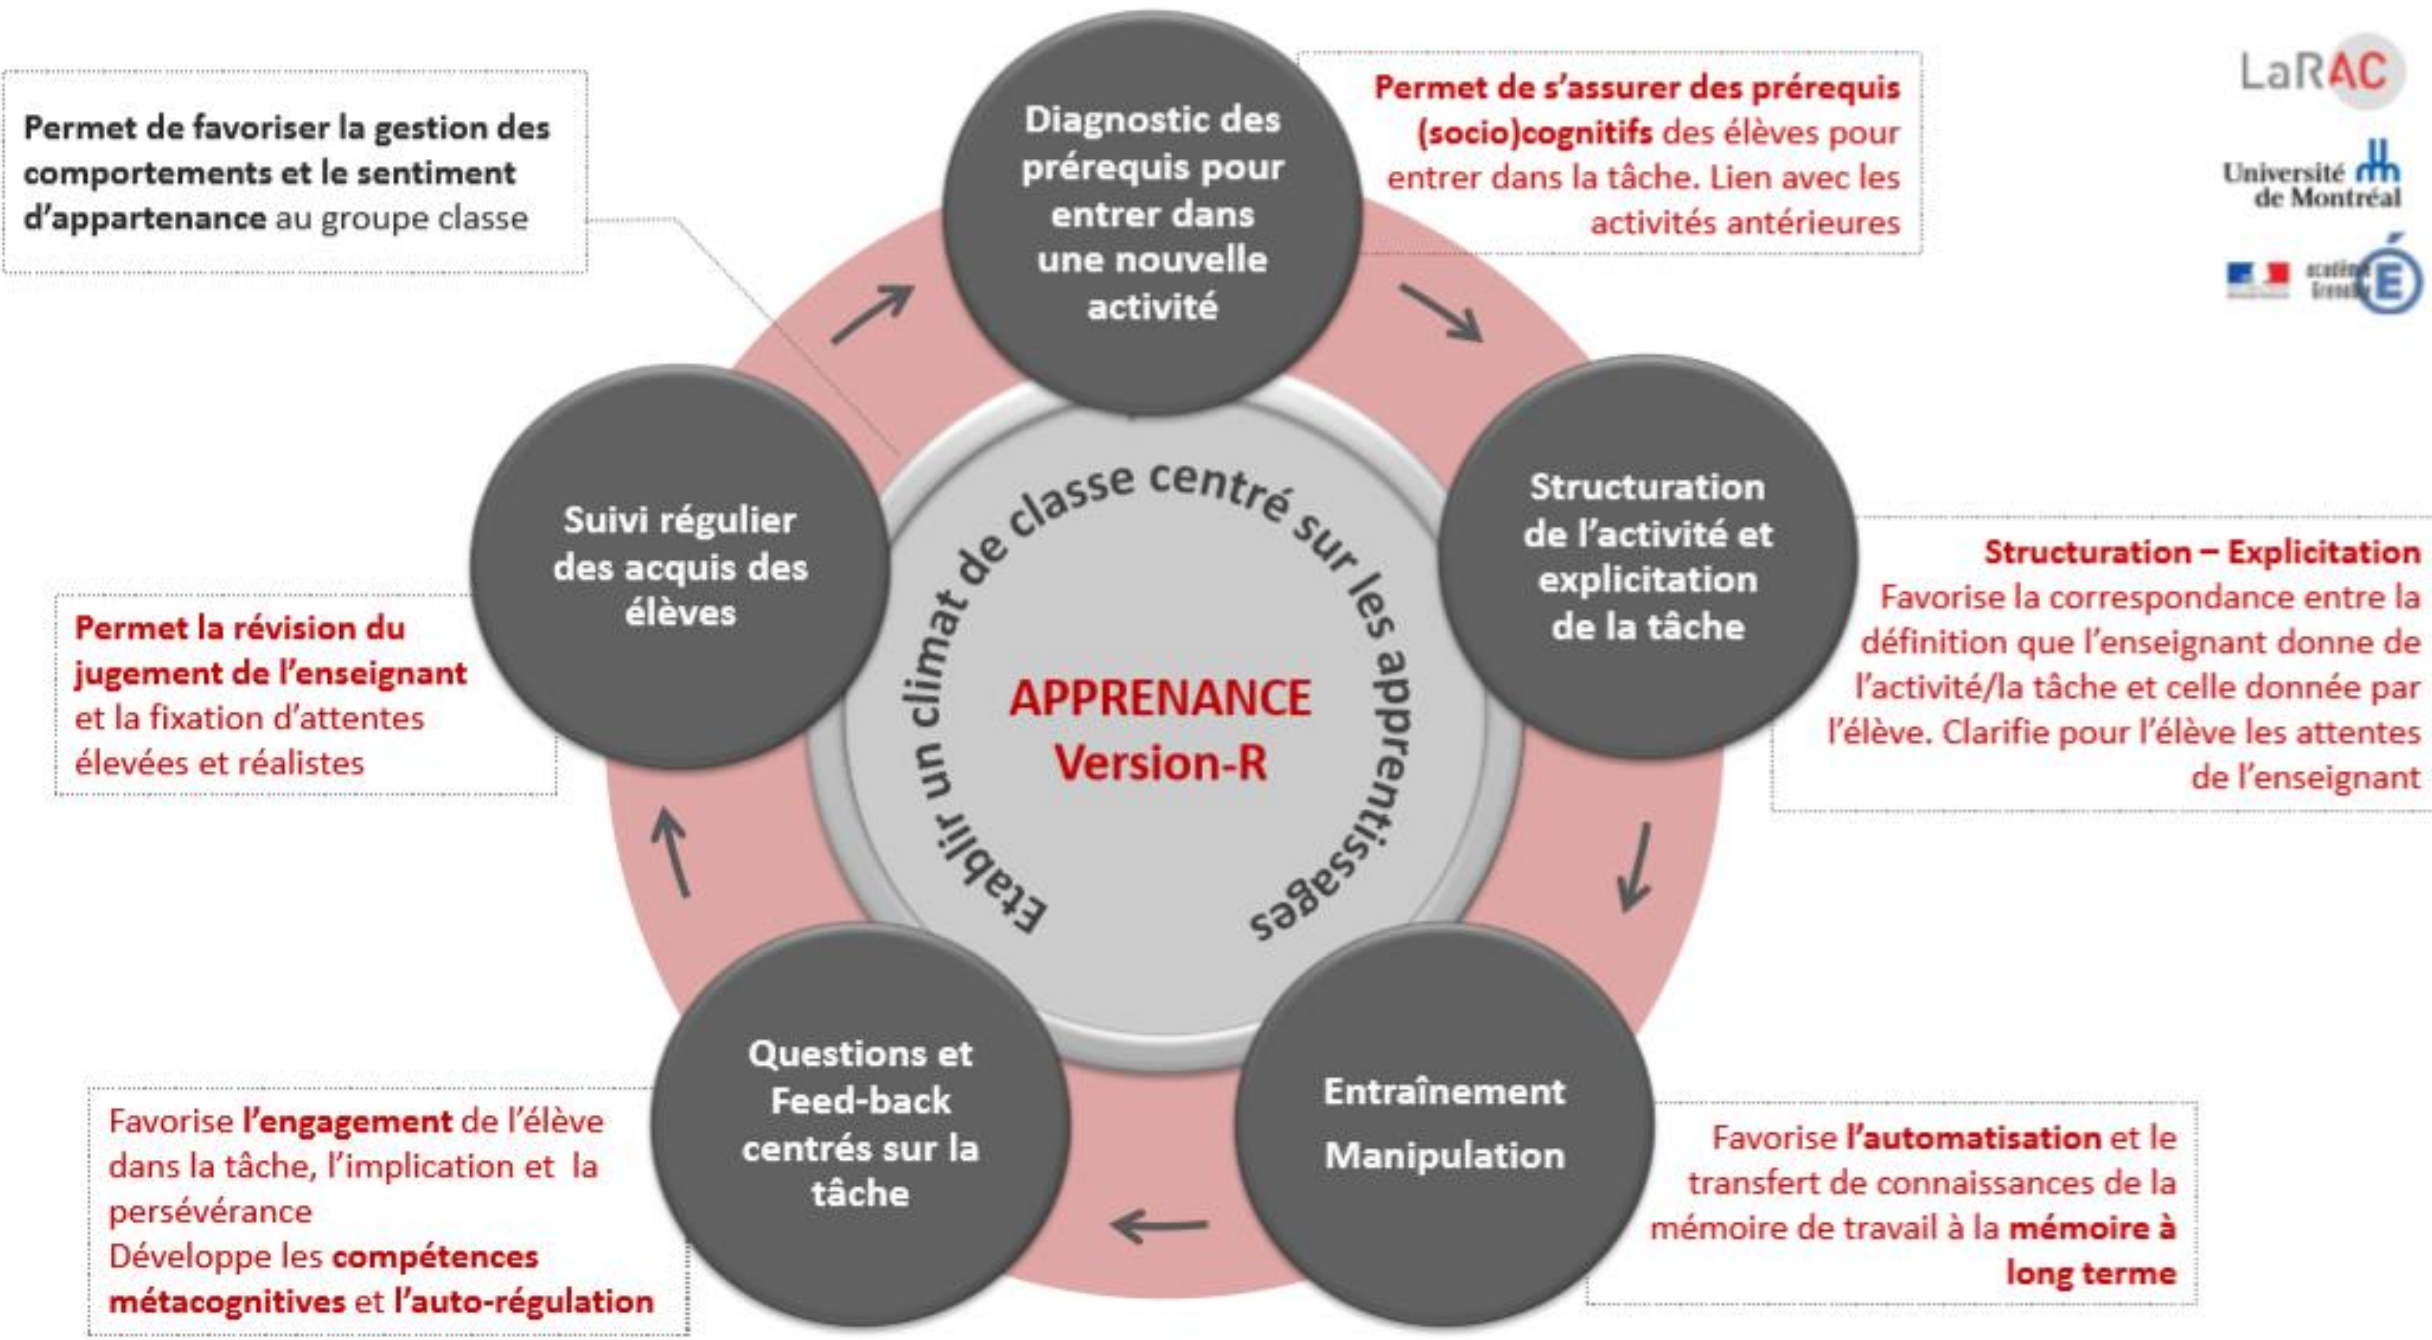 Permet de favoriser la gestion des
comportements et le sentiment
d'appartenance au groupe classe
Diagnostic des
prérequis pour
entrer dans
une nouvelle
activité
Permet de s'assurer des prérequis
(socio)cognitifs des élèves pour
entrer dans la tâche. Lien avec les
activités antérieures
LaRAC
Université
de Montréal
Structuration
de l'activité et
explicitation
de la tâche
Structuration – Explicitation
Favorise la correspondance entre la
définition que l'enseignant donne de
l'activité/la tâche et celle donnée par
l'élève. Clarifie pour l'élève les attentes
de l'enseignant
Entraînement
Manipulation
Favorise l'automatisation et le
transfert de connaissances de la
mémoire de travail à la mémoire à
long terme
Questions et
Feed-back
centrés sur la
tâche
Favorise l'engagement de l'élève
dans la tâche, l'implication et la
persévérance
Développe les compétences
métacognitives et l'auto-régulation
Suivi régulier
des acquis des
élèves
Permet la révision du
jugement de l'enseignant
et la fixation d'attentes
élevées et réalistes
Etablir un climat de classe centré sur les apprentissages
APPRENANCE
Version-R